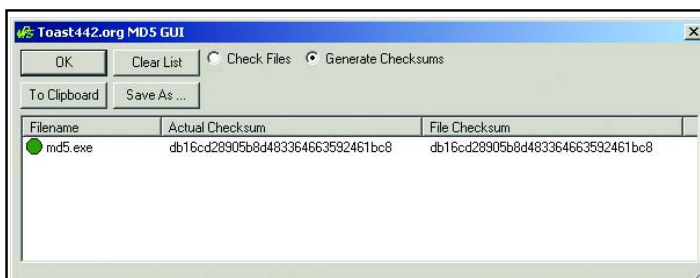 Toast442.org MD5 GUI
OK Clear List Check Files Generate Checksums
To Clipboard Save As ...
Filename Actual Checksum File Checksum
md5.exe db16cd28905b8d483364663592461bc8 db16cd28905b8d483364663592461bc8